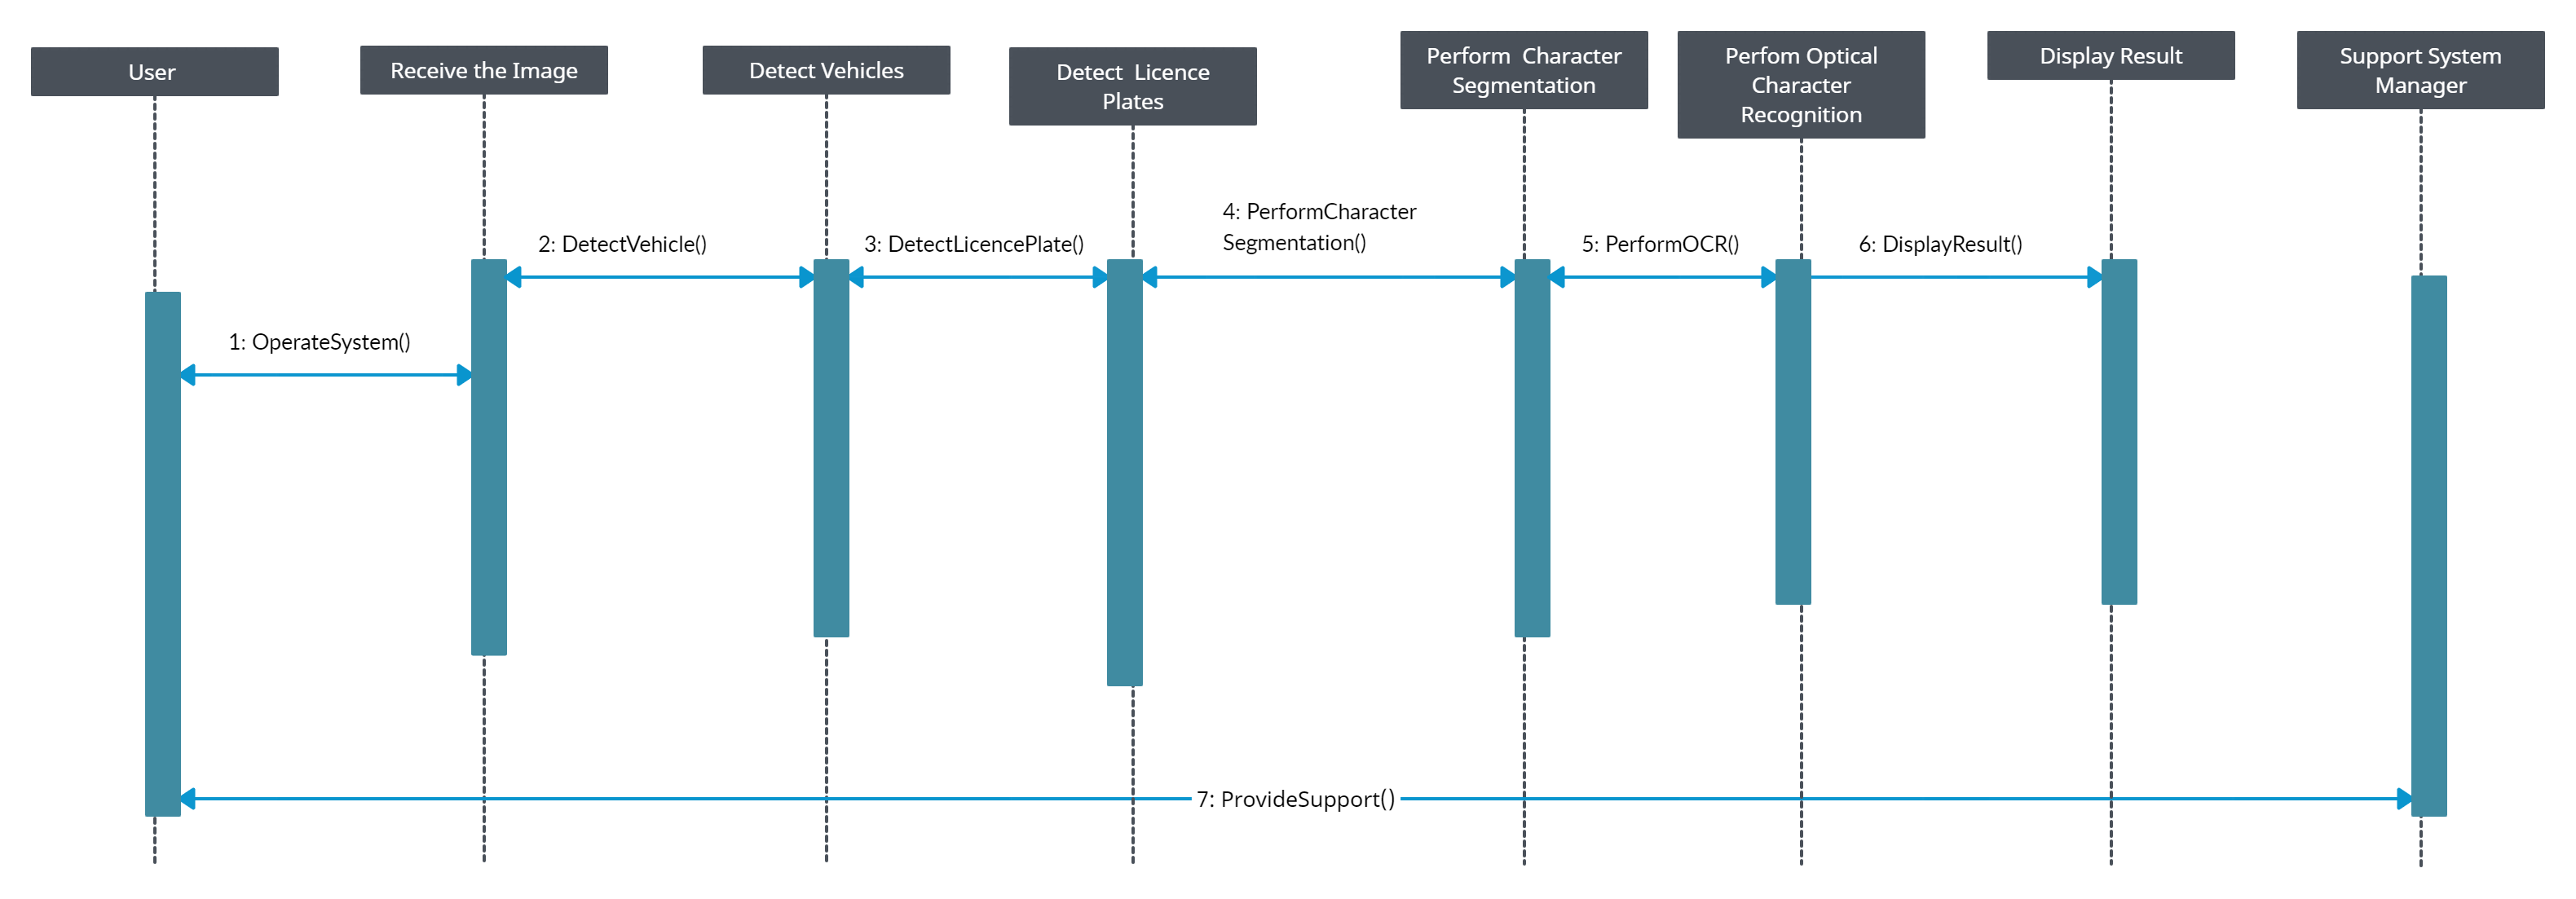 User
Receive the Image
Detect Vehicles
Detect  Licence
Plates
Perform  Character
Segmentation
Perfom Optical
Character
Recognition
Display Result
Support System
Manager
4: PerformCharacter
Segmentation()
2: DetectVehicle()
3: DetectLicencePlate()
5: PerformOCR()
6: DisplayResult()
1: OperateSystem()
7: ProvideSupport()